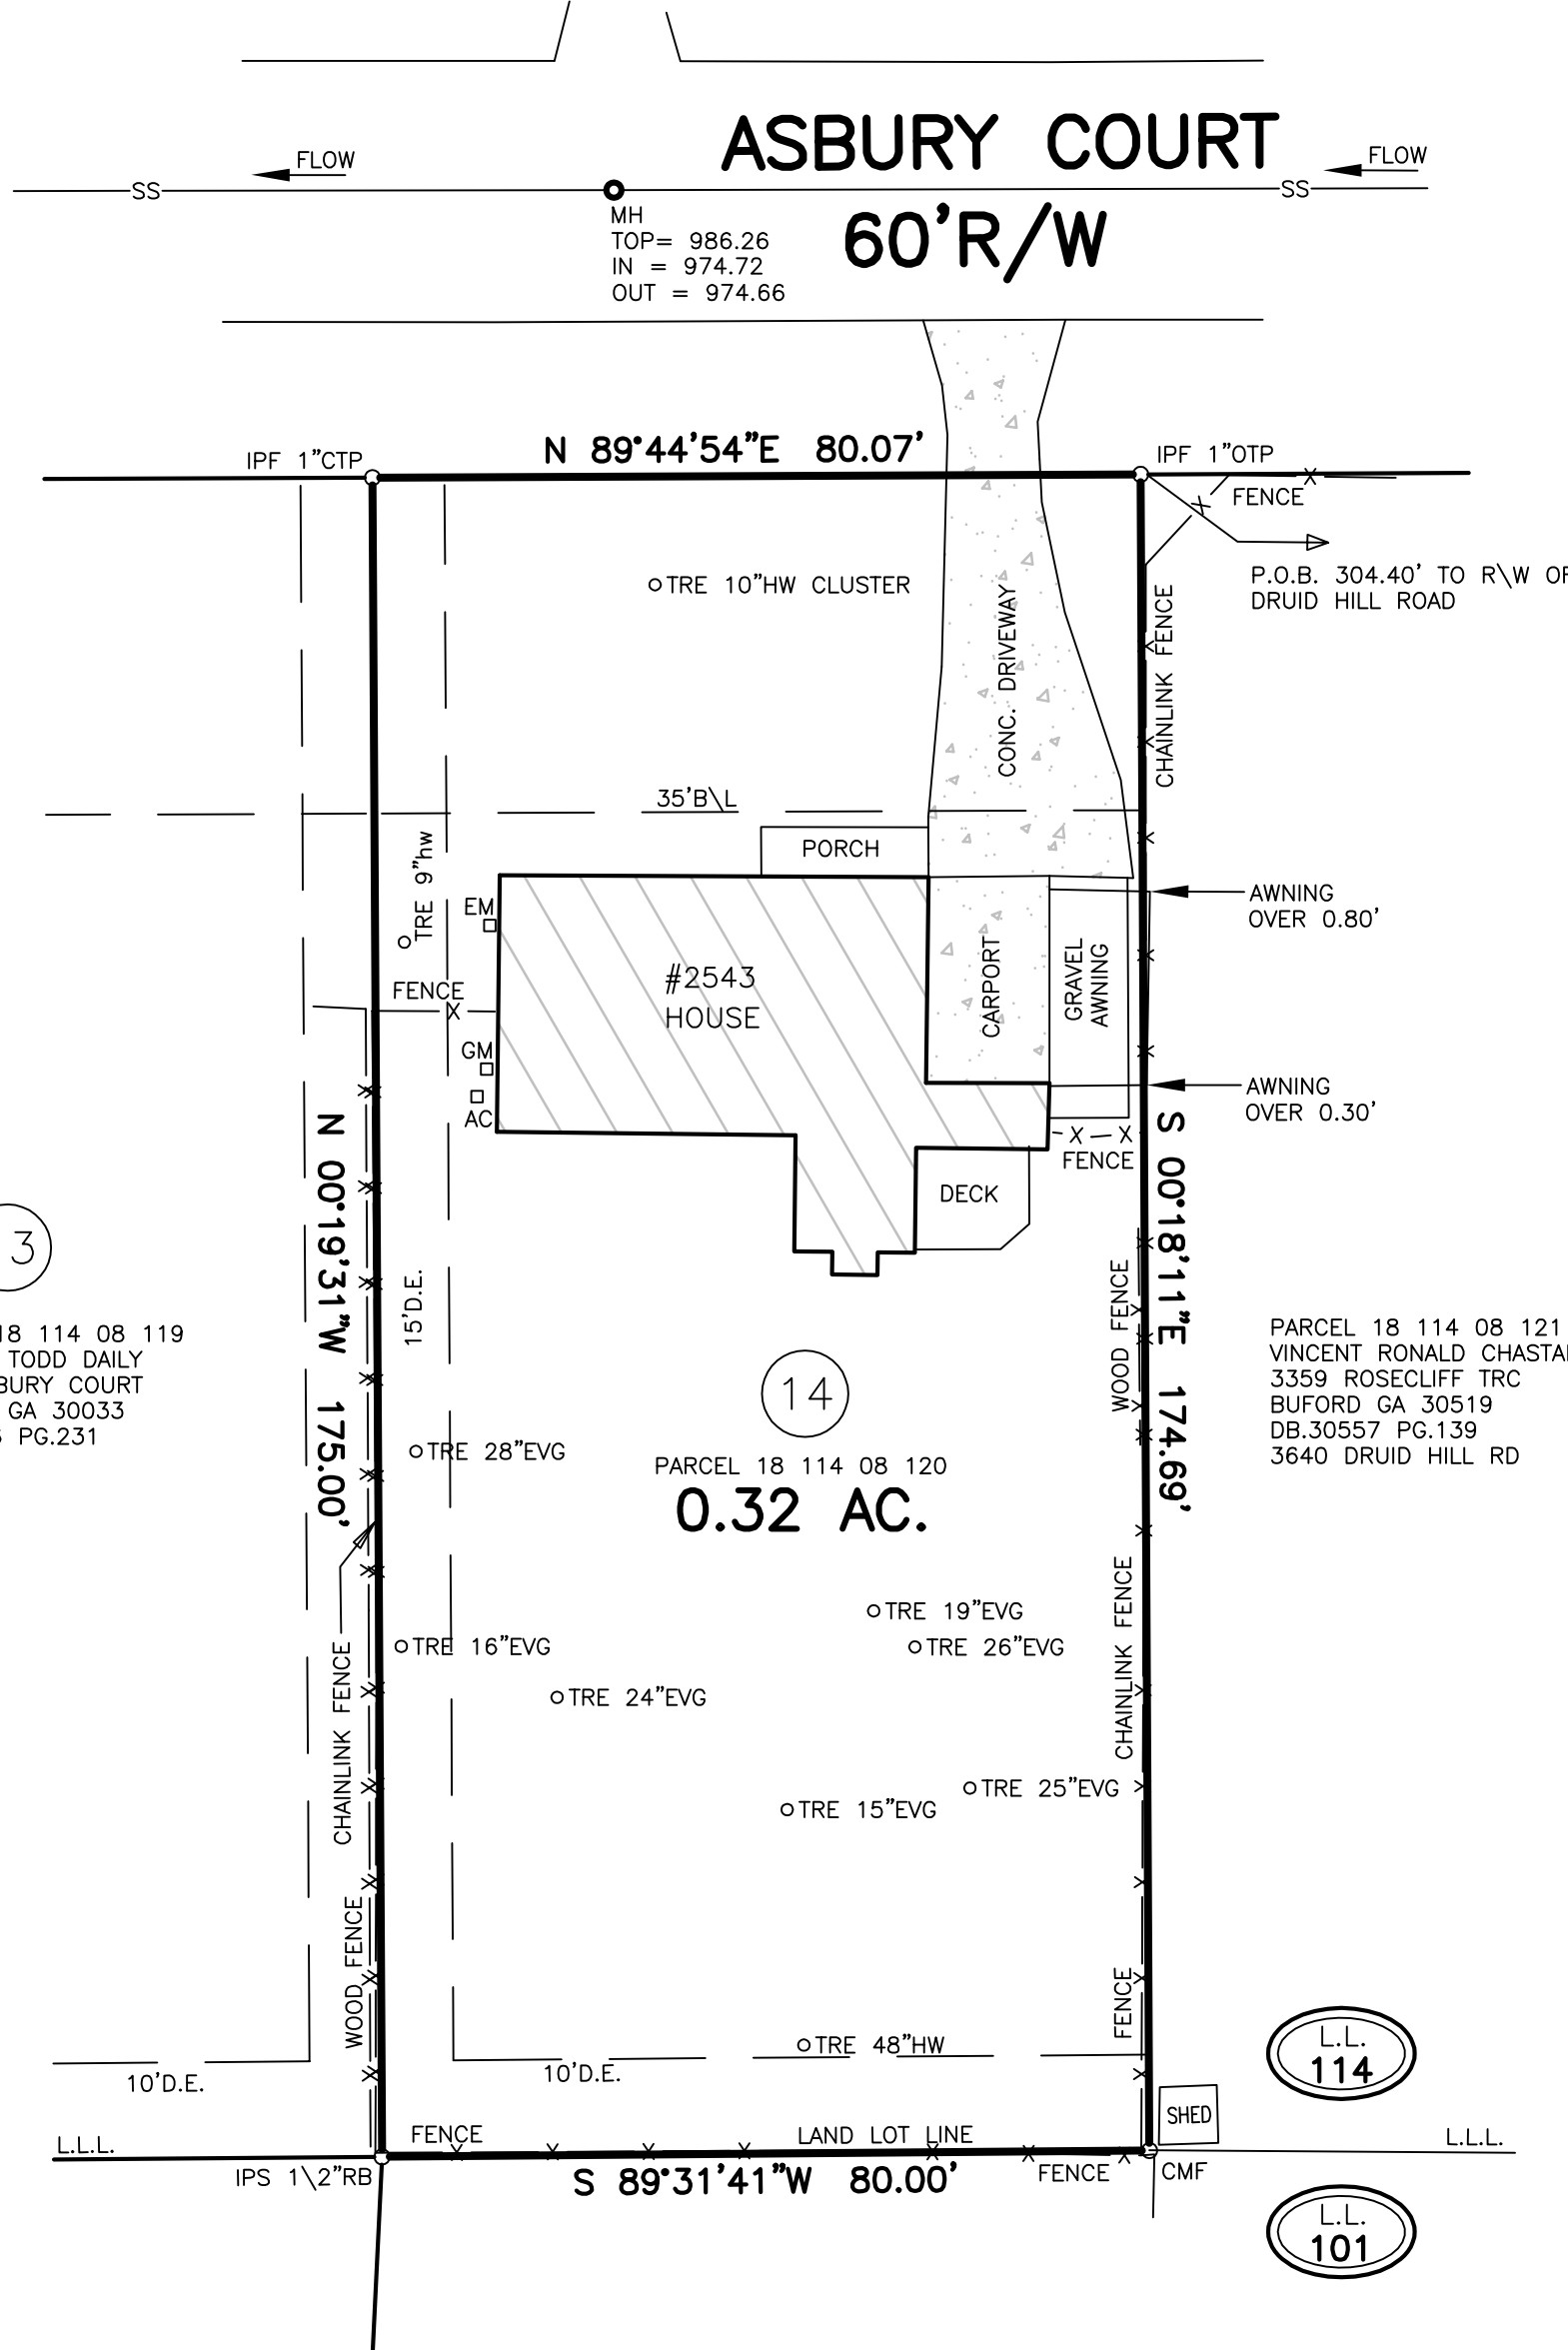 ASBURY COURT
60'R/W
FLOW
FLOW
SS
SS
MH
TOP= 986.26
IN = 974.72
OUT = 974.66
N 89°44'54"E 80.07'
IPF 1"CTP
IPF 1"OTP
FENCE
X
X
P.O.B. 304.40' TO R\W OF
DRUID HILL ROAD
TRE 10"HW CLUSTER
CONC. DRIVEWAY
CHAINLINK FENCE
35'B\L
PORCH
TRE 9"hw
EM
#2543
HOUSE
CARPORT
GRAVEL
AWNING
AWNING
OVER 0.80'
FENCE
X
GM
AC
AWNING
OVER 0.30'
X
X
FENCE
DECK
N 00°19'31"W 175.00'
15'D.E.
WOOD FENCE
S 00°18'11"E 174.69'
3
18 114 08 119
TODD DAILY
BURY COURT
GA 30033
PG.231
14
PARCEL 18 114 08 120
0.32 AC.
PARCEL 18 114 08 121
VINCENT RONALD
3359 ROSECLIFF TRC
BUFORD GA 30519
DB.30557 PG.139
3640 DRUID HILL RD
TRE 28"EVG
TRE 19"EVG
TRE 16"EVG
TRE 26"EVG
TRE 24"EVG
CHAINLINK FENCE
CHAINLINK FENCE
TRE 25"EVG
TRE 15"EVG
WOOD FENCE
FENCE
TRE 48"HW
10'D.E.
10'D.E.
L.L.
114
SHED
L.L.L.
FENCE
LAND LOT LINE
L.L.L.
IPS 1\2"RB
S 89°31'41"W 80.00'
FENCE
CMF
L.L.
101